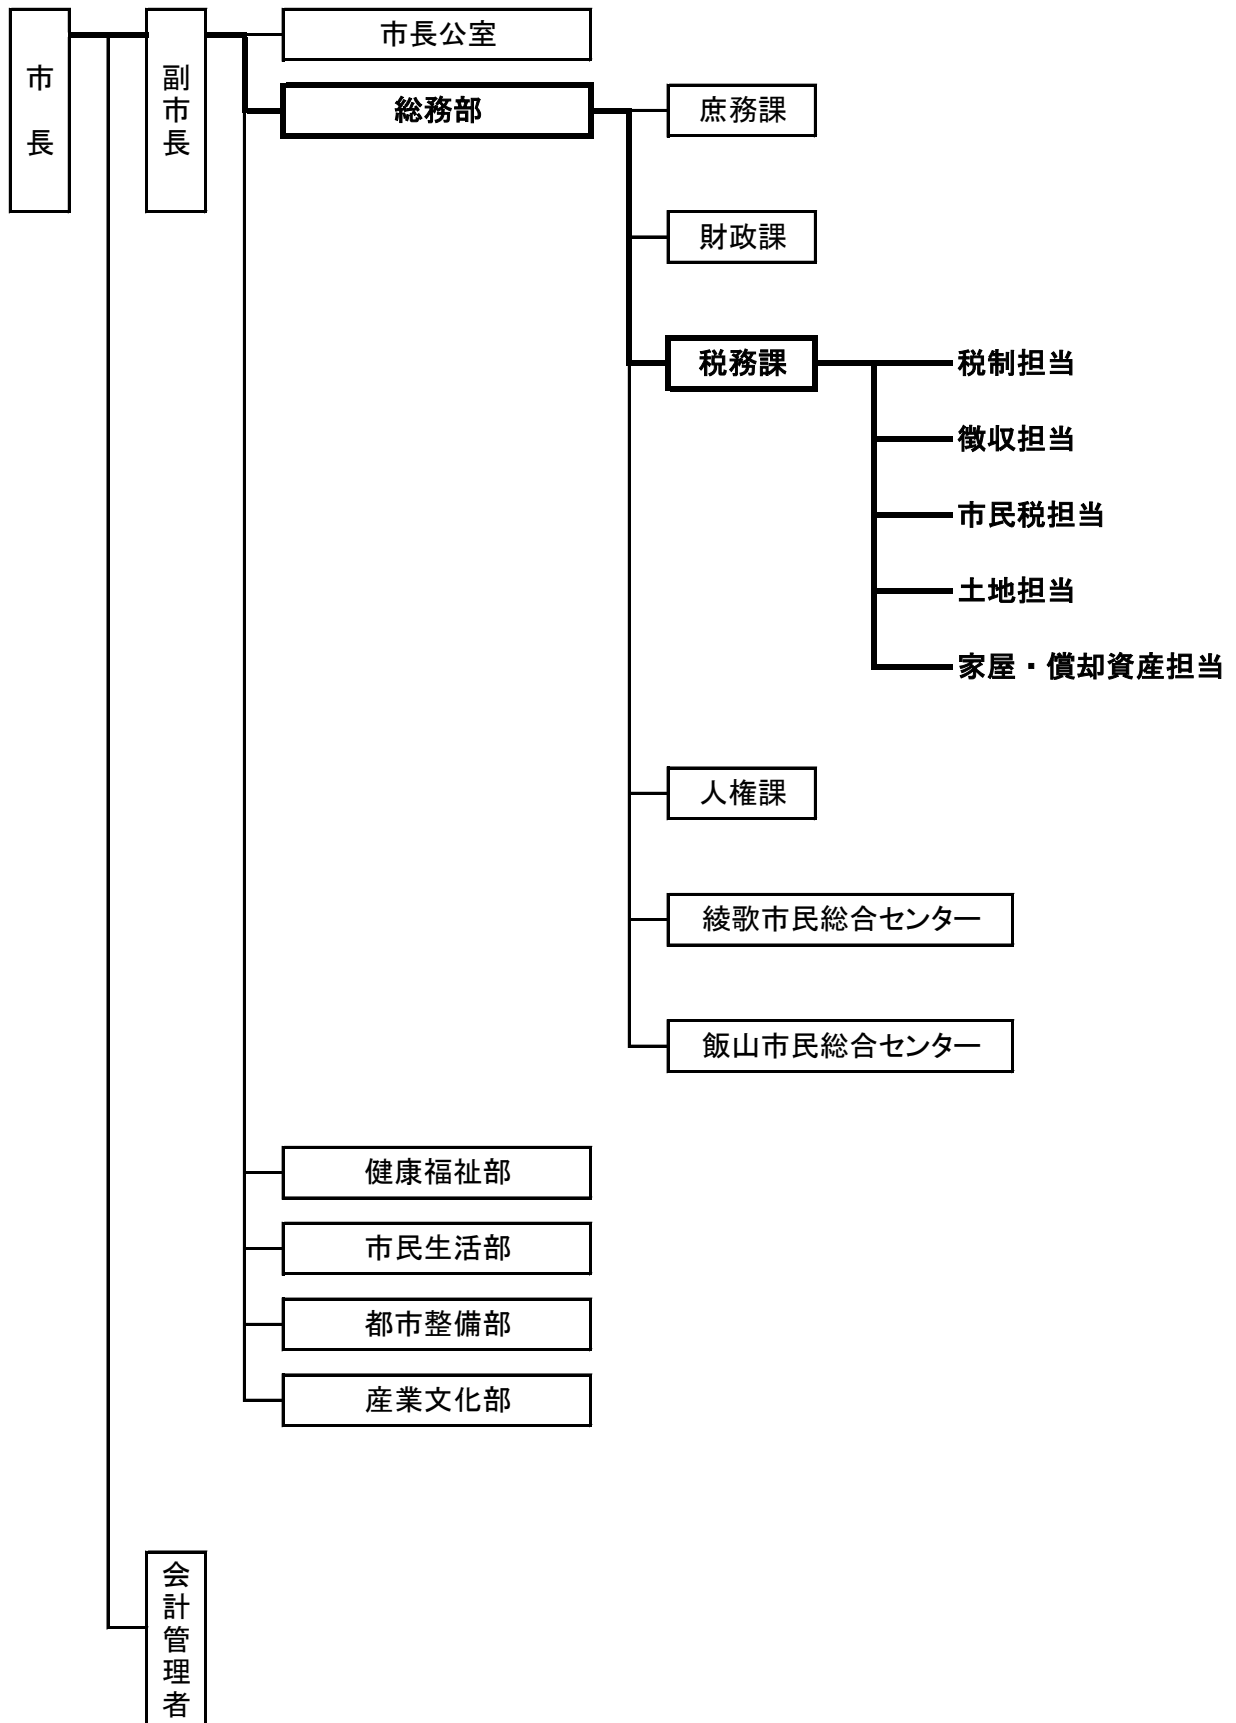 市長
副市長
市長公室
総務部
庶務課
財政課
税務課
税制担当
徴収担当
市民税担当
土地担当
家屋・償却資産担当
人権課
綾歌市民総合センター
飯山市民総合センター
健康福祉部
市民生活部
都市整備部
産業文化部
会計管理者